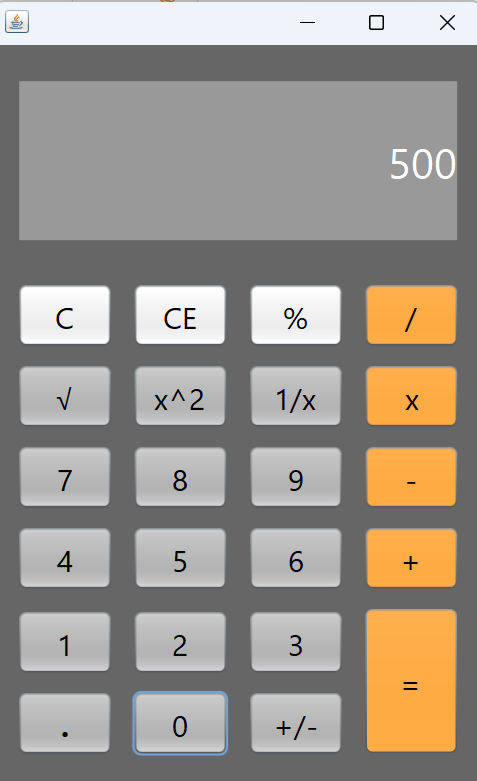 500
C CE % /
√ x^2 1/x x
7 8 9 -
4 5 6 +
1 2 3
=
. 0 +/-